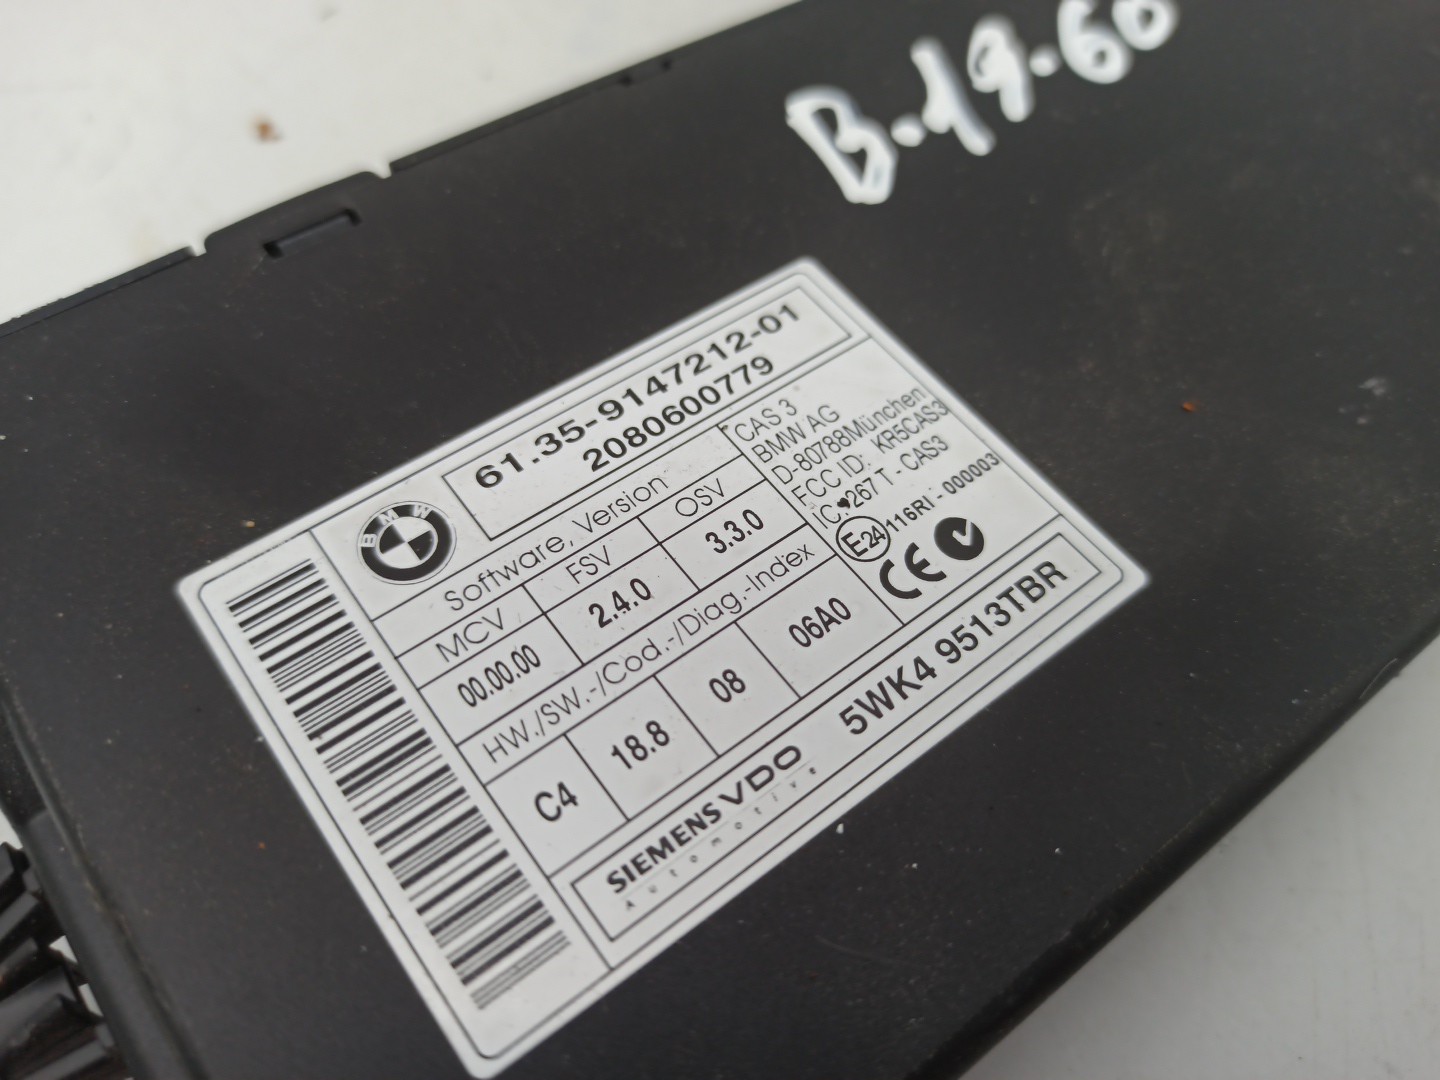 B-19-60
61.35-9147212-01
2080600779
BMW
Software, Version
MCV FSV OSV
00.00.00 2.4.0 3.3.0
HW./SW.-/Cod.-/Diag.-Index
C4 18.8 08 06A0
CAS 3
BMW AG
D-80788München
FCC ID: KR5CAS3
IC: 267 T - CAS3
E24 116RI - 000003
CE
SIEMENS VDO 5WK4 9513TBR
Automotive